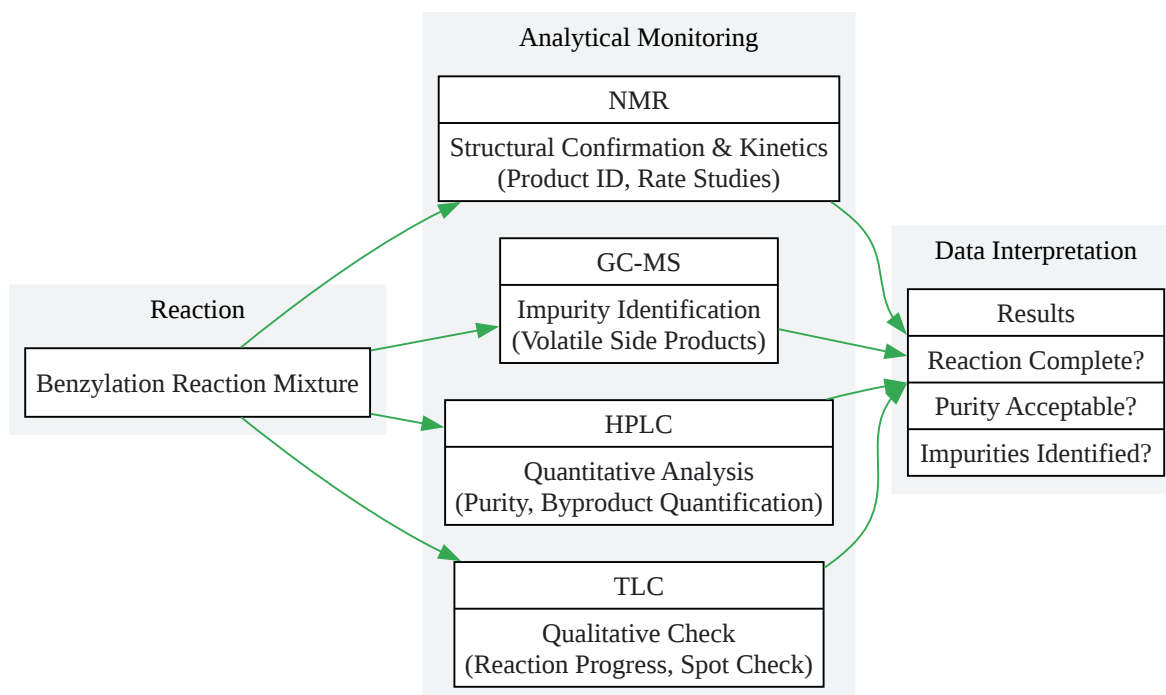 Reaction
Benzylation Reaction Mixture
Analytical Monitoring
NMR
Structural Confirmation & Kinetics
(Product ID, Rate Studies)
GC-MS
Impurity Identification
(Volatile Side Products)
HPLC
Quantitative Analysis
(Purity, Byproduct Quantification)
TLC
Qualitative Check
(Reaction Progress, Spot Check)
Data Interpretation
Results
Reaction Complete?
Purity Acceptable?
Impurities Identified?